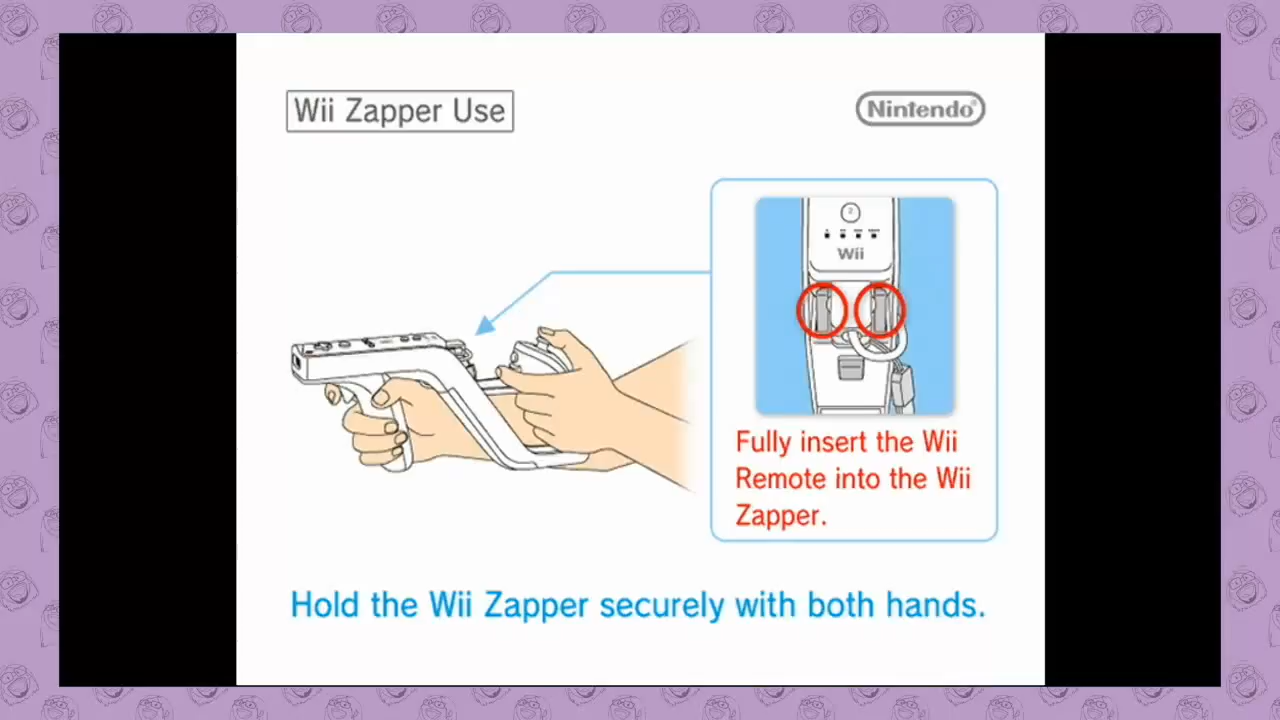 Wii Zapper Use
Nintendo®
2
Wii
Fully insert the Wii
Remote into the Wii
Zapper.
Hold the Wii Zapper securely with both hands.